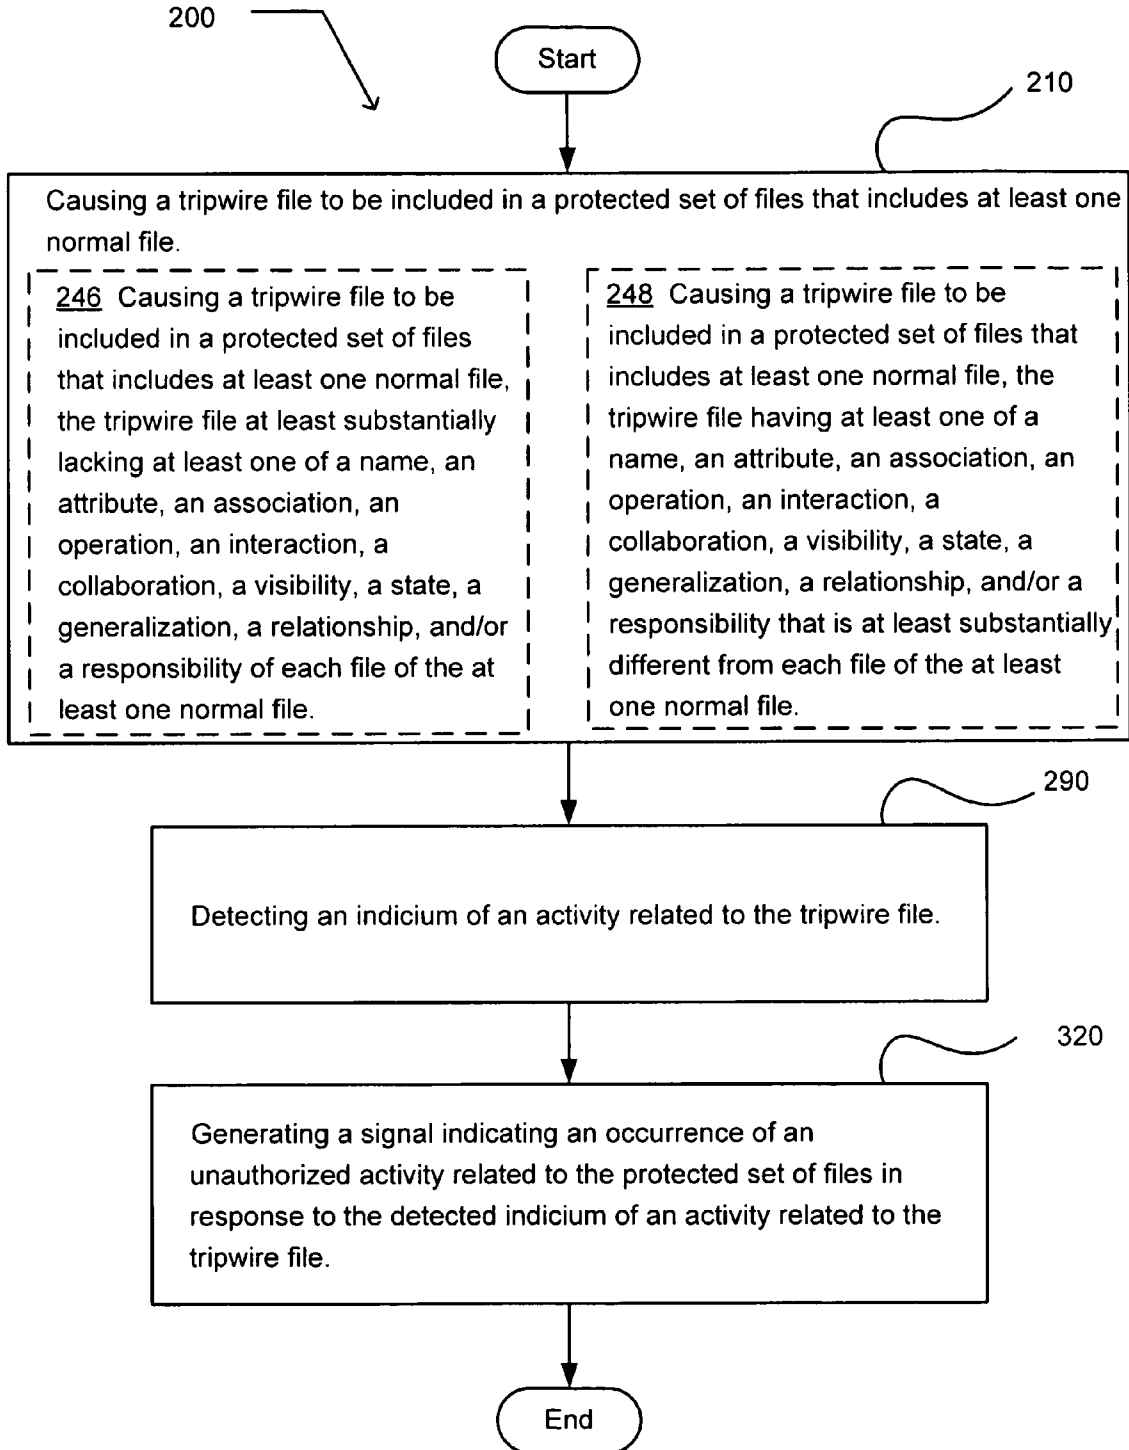 200
Start
210
Causing a tripwire file to be included in a protected set of files that includes at least one
normal file.
246 Causing a tripwire file to be
included in a protected set of files
that includes at least one normal file,
the tripwire file at least substantially
lacking at least one of a name, an
attribute, an association, an
operation, an interaction, a
collaboration, a visibility, a state, a
generalization, a relationship, and/or
a responsibility of each file of the at
least one normal file.
248 Causing a tripwire file to be
included in a protected set of files that
includes at least one normal file, the
tripwire file having at least one of a
name, an attribute, an association, an
operation, an interaction, a
collaboration, a visibility, a state, a
generalization, a relationship, and/or a
responsibility that is at least substantially
different from each file of the at least
one normal file.
290
Detecting an indicium of an activity related to the tripwire file.
320
Generating a signal indicating an occurrence of an
unauthorized activity related to the protected set of files in
response to the detected indicium of an activity related to the
tripwire file.
End